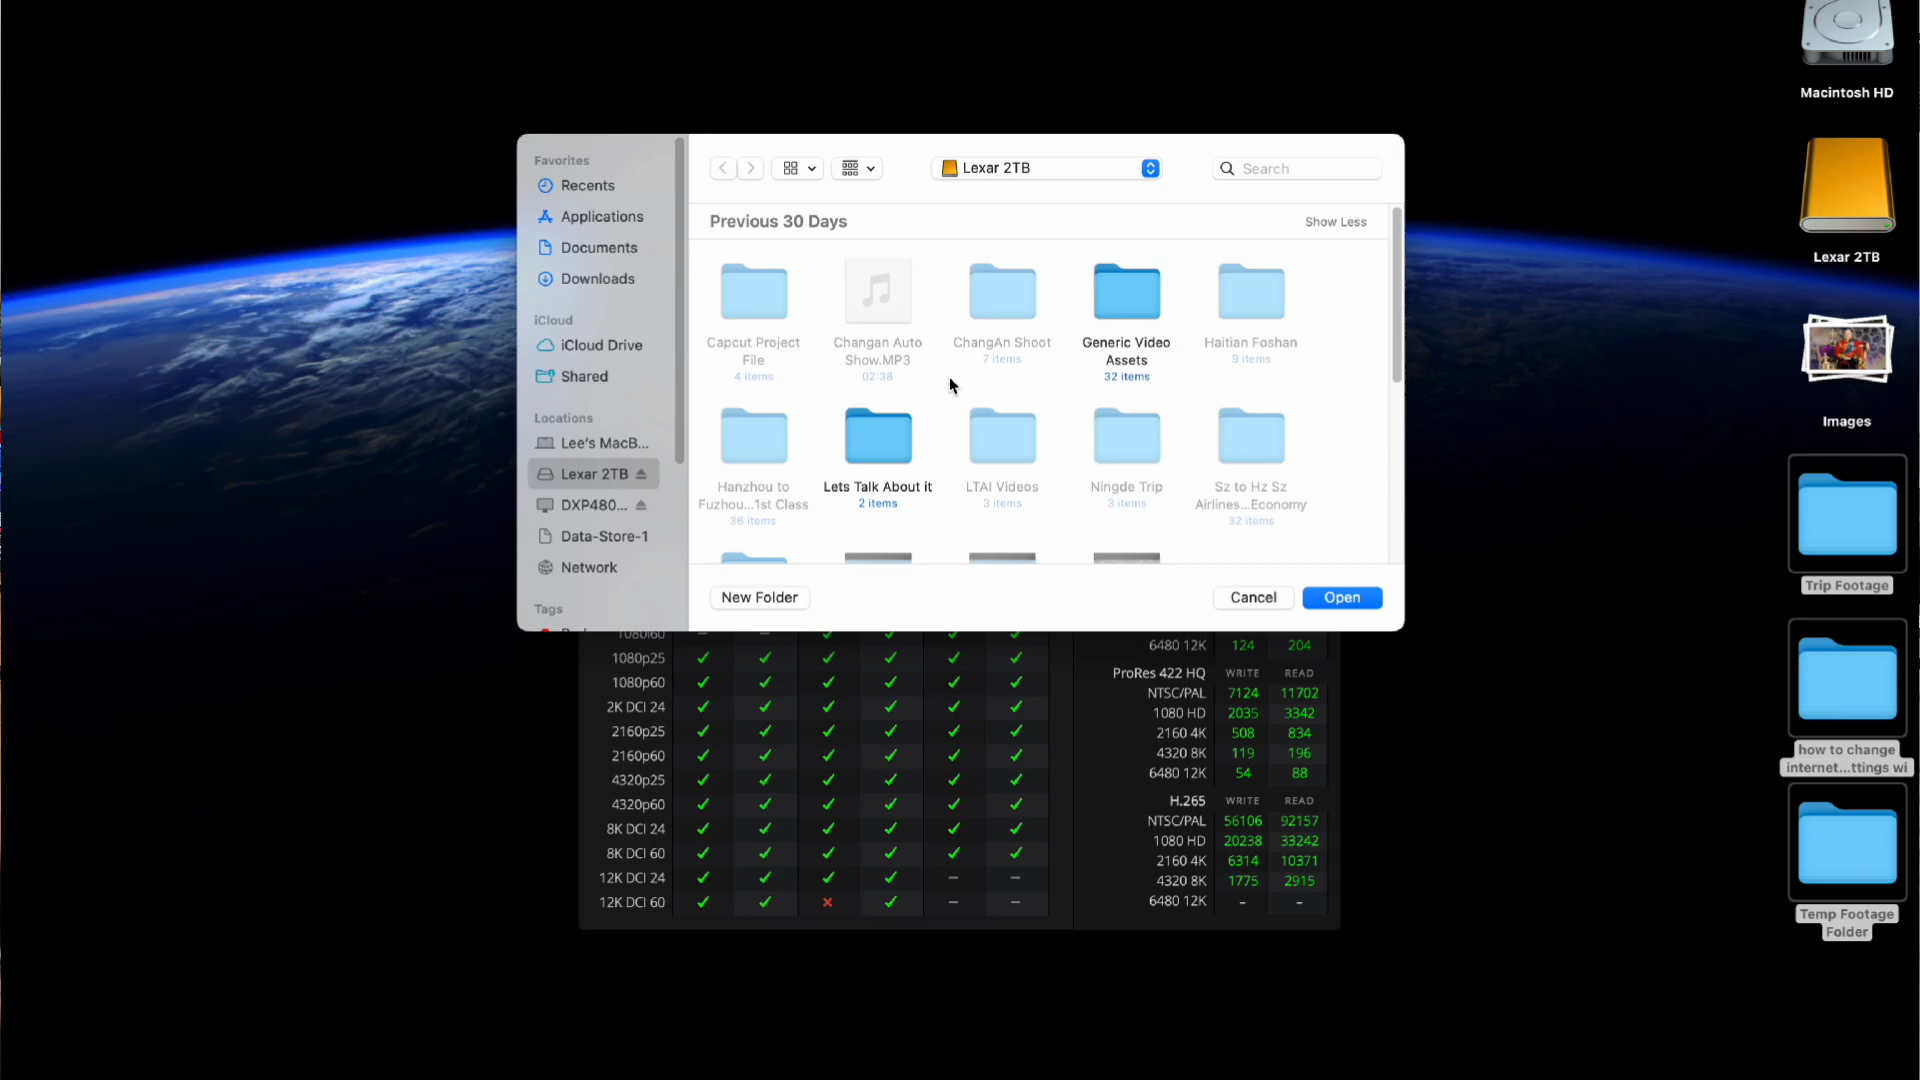 Macintosh HD
Lexar 2TB
Images
Trip Footage
how to change
internet...ttings wi
Temp Footage
Folder
Favorites
Recents
Applications
Documents
Downloads
iCloud
iCloud Drive
Shared
Locations
Lee's MacB...
Lexar 2TB
DXP480...
Data-Store-1
Network
Tags
Lexar 2TB
Search
Previous 30 Days
Show Less
Capcut Project
File
4 items
Changan Auto
Show.MP3
02:38
ChangAn Shoot
7 items
Generic Video
Assets
32 items
Haitian Foshan
9 items
Hanzhou to
Fuzhou...1st Class
36 items
Lets Talk About it
2 items
LTAI Videos
3 items
Ningde Trip
3 items
Sz to Hz Sz
Airlines...Economy
32 items
New Folder
Cancel
Open
1080i60
1080p25
1080p60
2K DCI 24
2160p25
2160p60
4320p25
4320p60
8K DCI 24
8K DCI 60
12K DCI 24
12K DCI 60
6480 12K 124 204
ProRes 422 HQ WRITE READ
NTSC/PAL 7124 11702
1080 HD 2035 3342
2160 4K 508 834
4320 8K 119 196
6480 12K 54 88
H.265 WRITE READ
NTSC/PAL 56106 92157
1080 HD 20238 33242
2160 4K 6314 10371
4320 8K 1775 2915
6480 12K - -